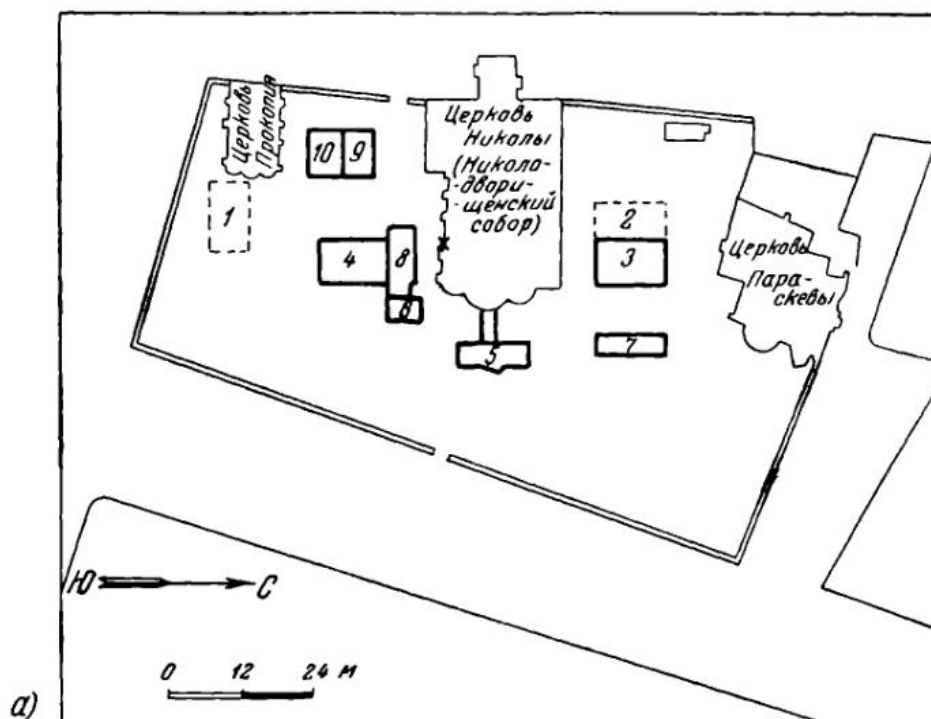 Церковь
Прокопия
10 9
1
4
8
6
Церковь
Николы
(Никола-
-двори-
щенский
собор)
5
2
3
7
Церковь
Пара-
скевы
Ю С
0 12 24 м
а)